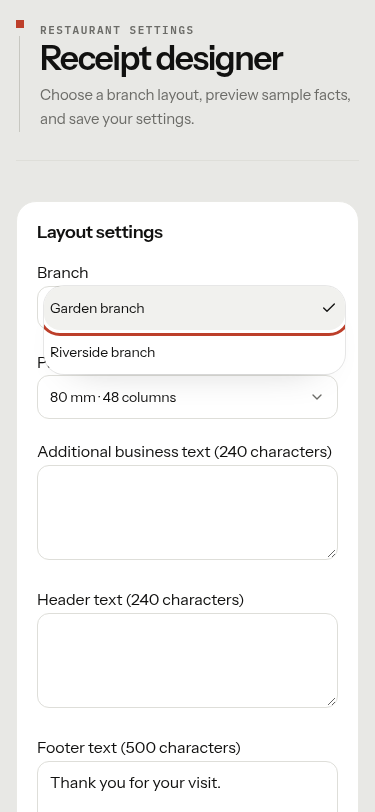 RESTAURANT SETTINGS
Receipt designer
Choose a branch layout, preview sample facts,
and save your settings.
Layout settings
Branch
Garden branch
Riverside branch
80 mm · 48 columns
Additional business text (240 characters)
Header text (240 characters)
Footer text (500 characters)
Thank you for your visit.